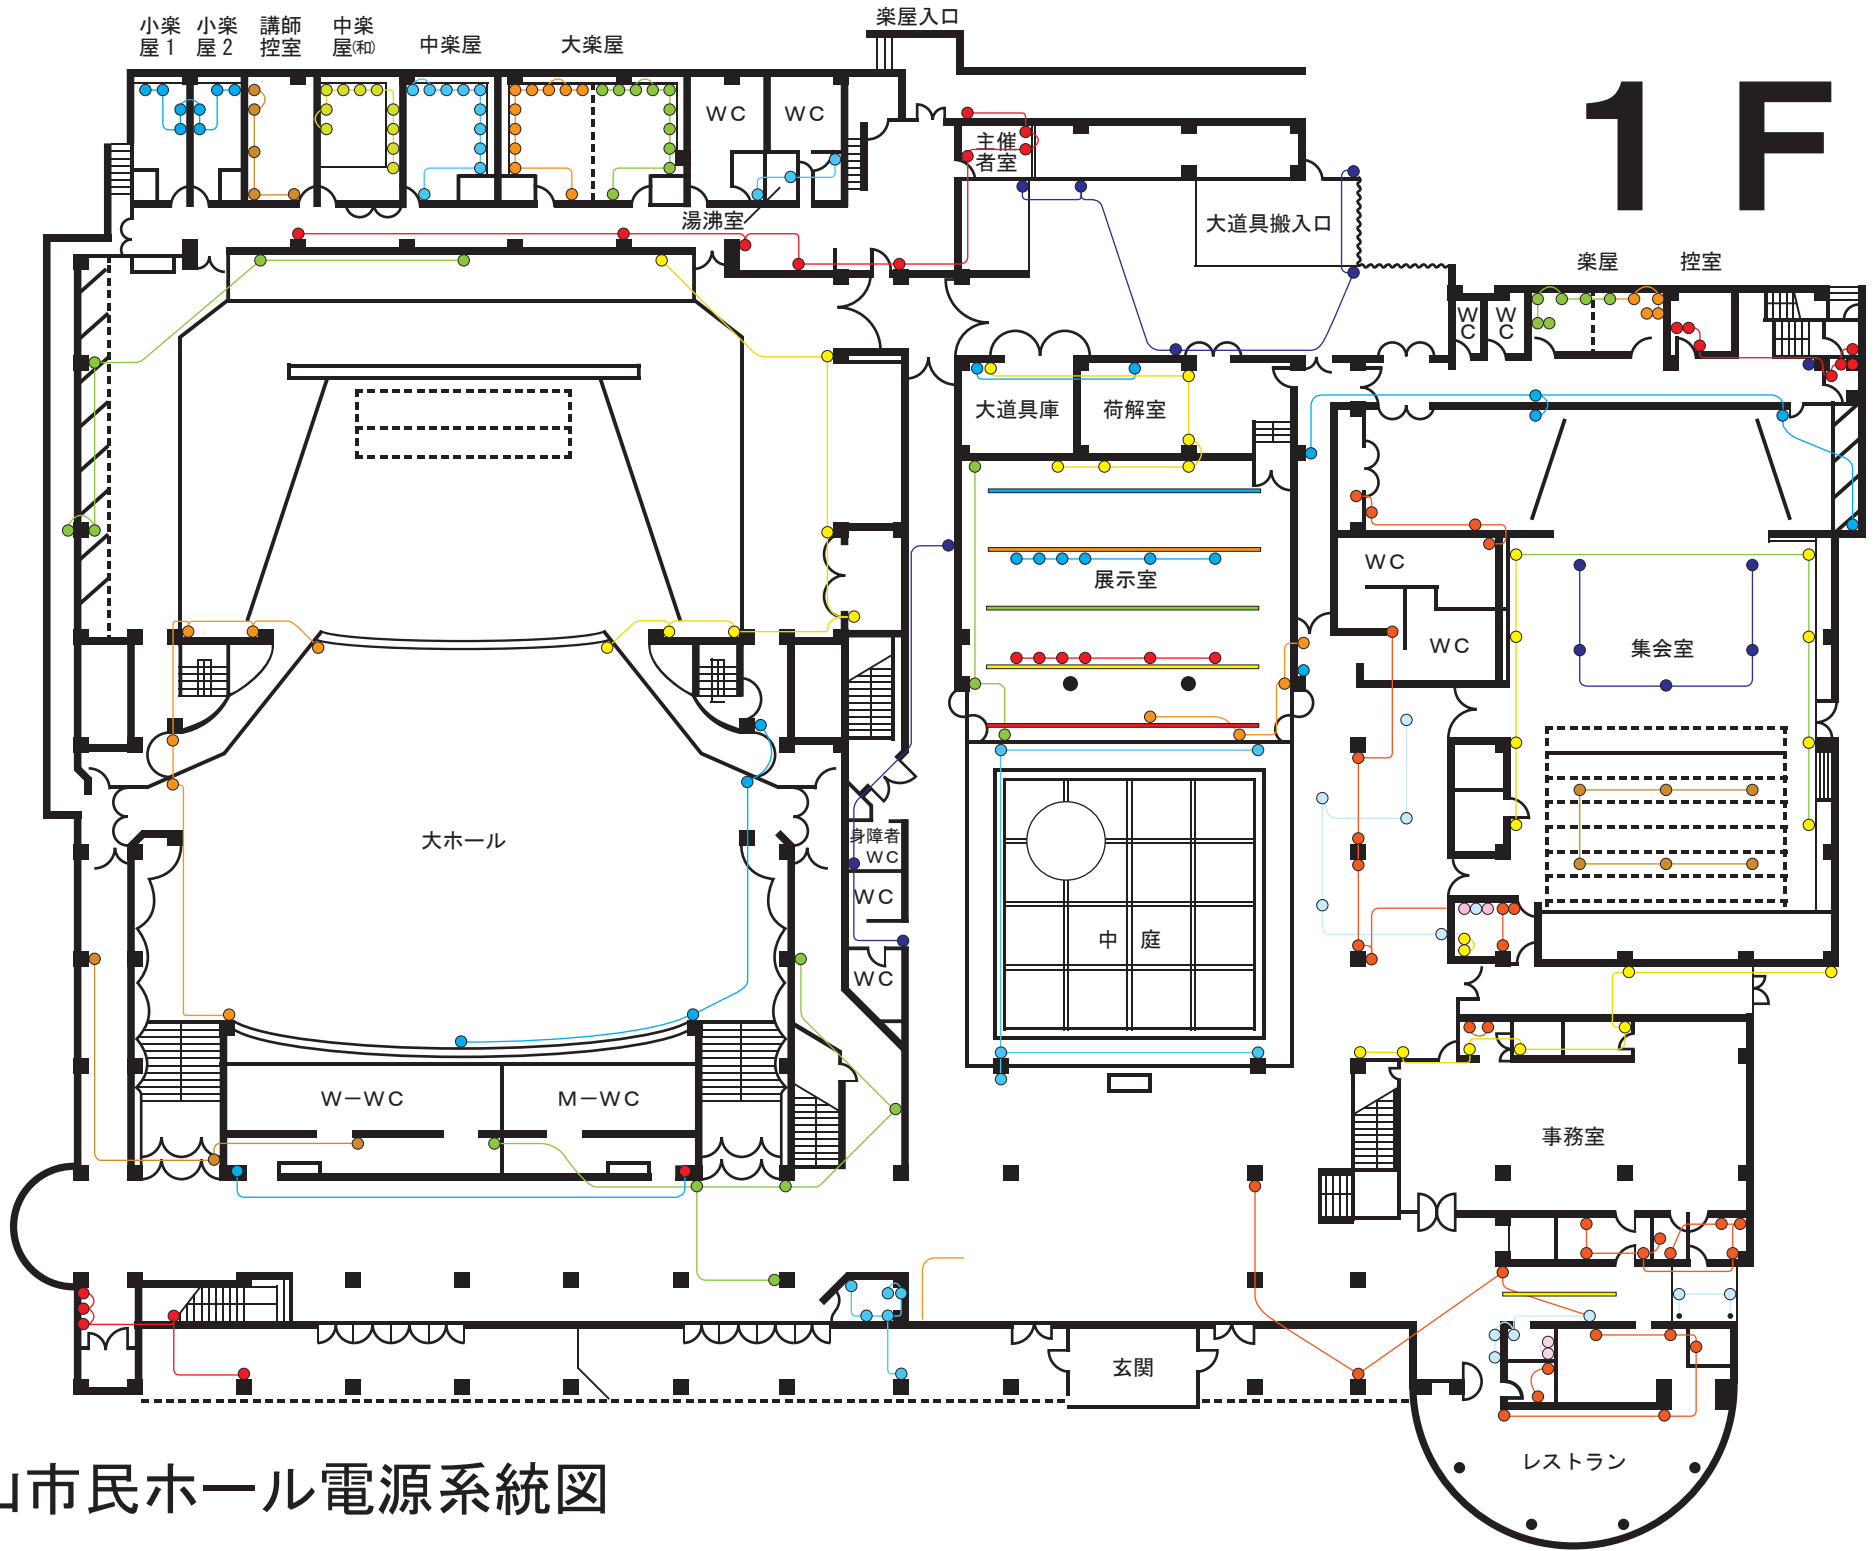 楽屋入口
小楽
屋1
小楽
屋2
講師
控室
中楽
屋㈿
中楽屋
大楽屋
1F
WC
WC
主催
者室
湯沸室
大道具搬入口
楽屋
控室
WC
WC
大道具庫
荷解室
展示室
WC
WC
集会室
大ホール
身障者
WC
WC
WC
中 庭
W－WC
M－WC
事務室
玄関
レストラン
山市民ホール電源系統図